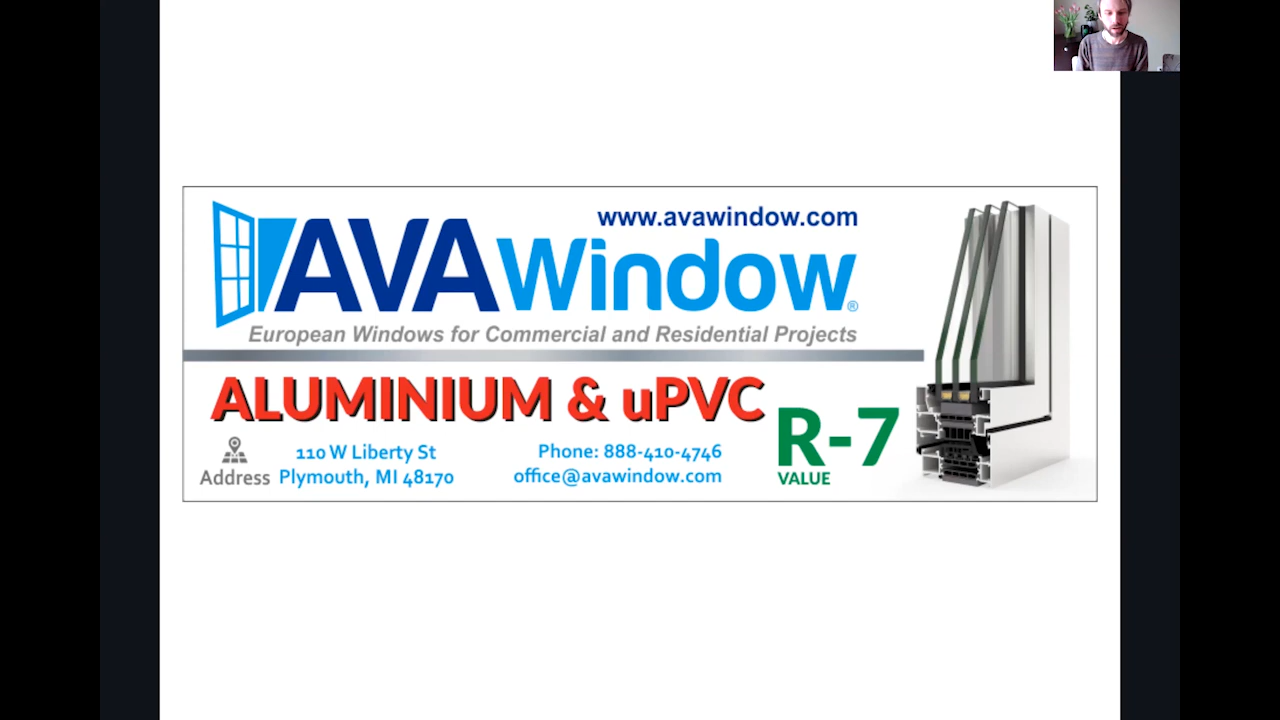 www.avawindow.com
AVAWindow®
European Windows for Commercial and Residential Projects
ALUMINIUM & uPVC
R-7
VALUE
Address
110 W Liberty St
Plymouth, MI 48170
Phone: 888-410-4746
office@avawindow.com